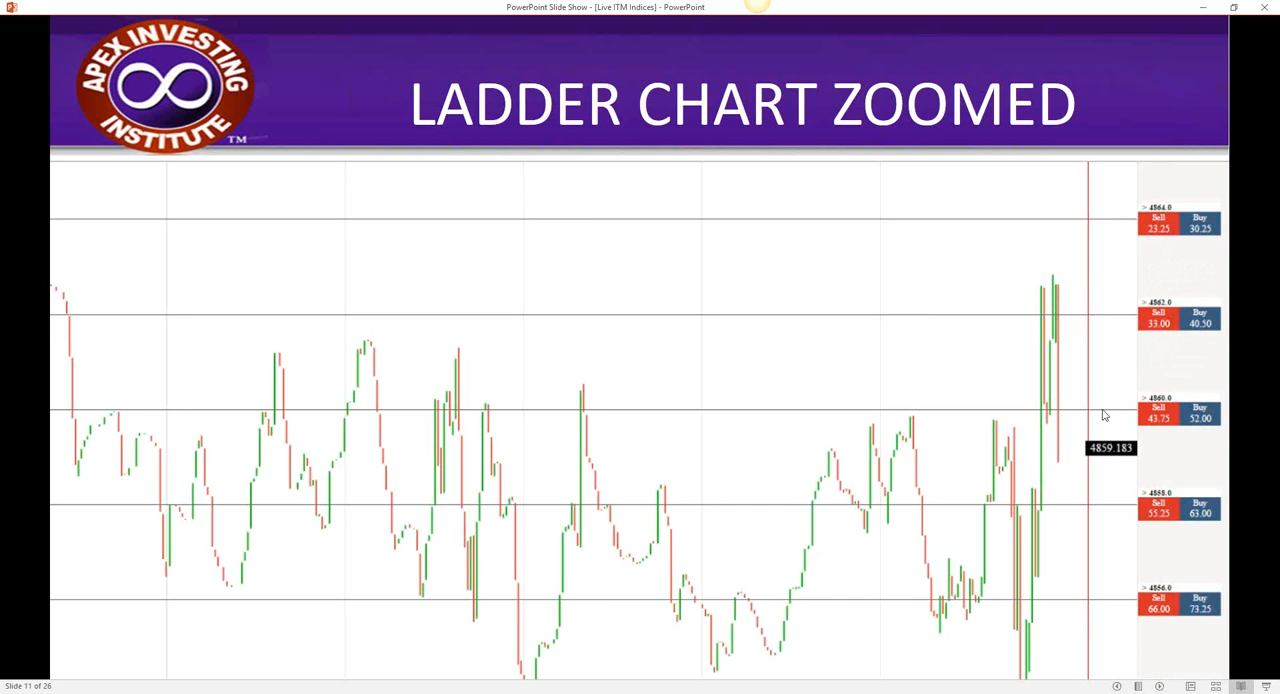 PowerPoint Slide Show - [Live ITM Indices] - PowerPoint
APEX INVESTING
INSTITUTE
TM
LADDER CHART ZOOMED
> 4864.0
Sell Buy
23.25 30.25
> 4862.0
Sell Buy
33.00 40.50
> 4860.0
Sell Buy
43.75 52.00
4859.183
> 4858.0
Sell Buy
55.25 63.00
> 4856.0
Sell Buy
66.00 73.25
Slide 11 of 26